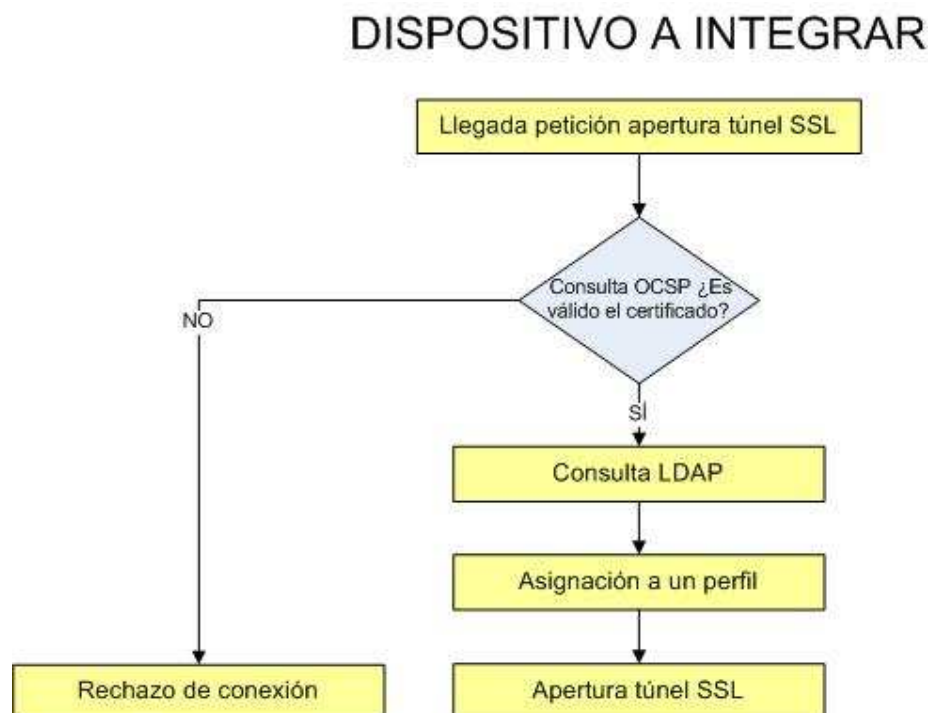 DISPOSITIVO A INTEGRAR
Llegada petición apertura túnel SSL
Consulta OCSP ¿Es
válido el certificado?
NO
SÍ
Consulta LDAP
Asignación a un perfil
Rechazo de conexión
Apertura túnel SSL